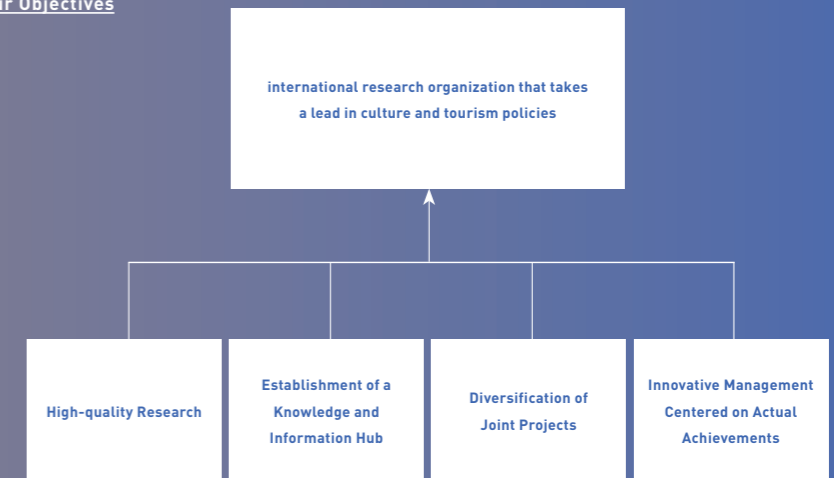 r Objectives
international research organization that takes
a lead in culture and tourism policies
High-quality Research
Establishment of a
Knowledge and
Information Hub
Diversification of
Joint Projects
Innovative Management
Centered on Actual
Achievements